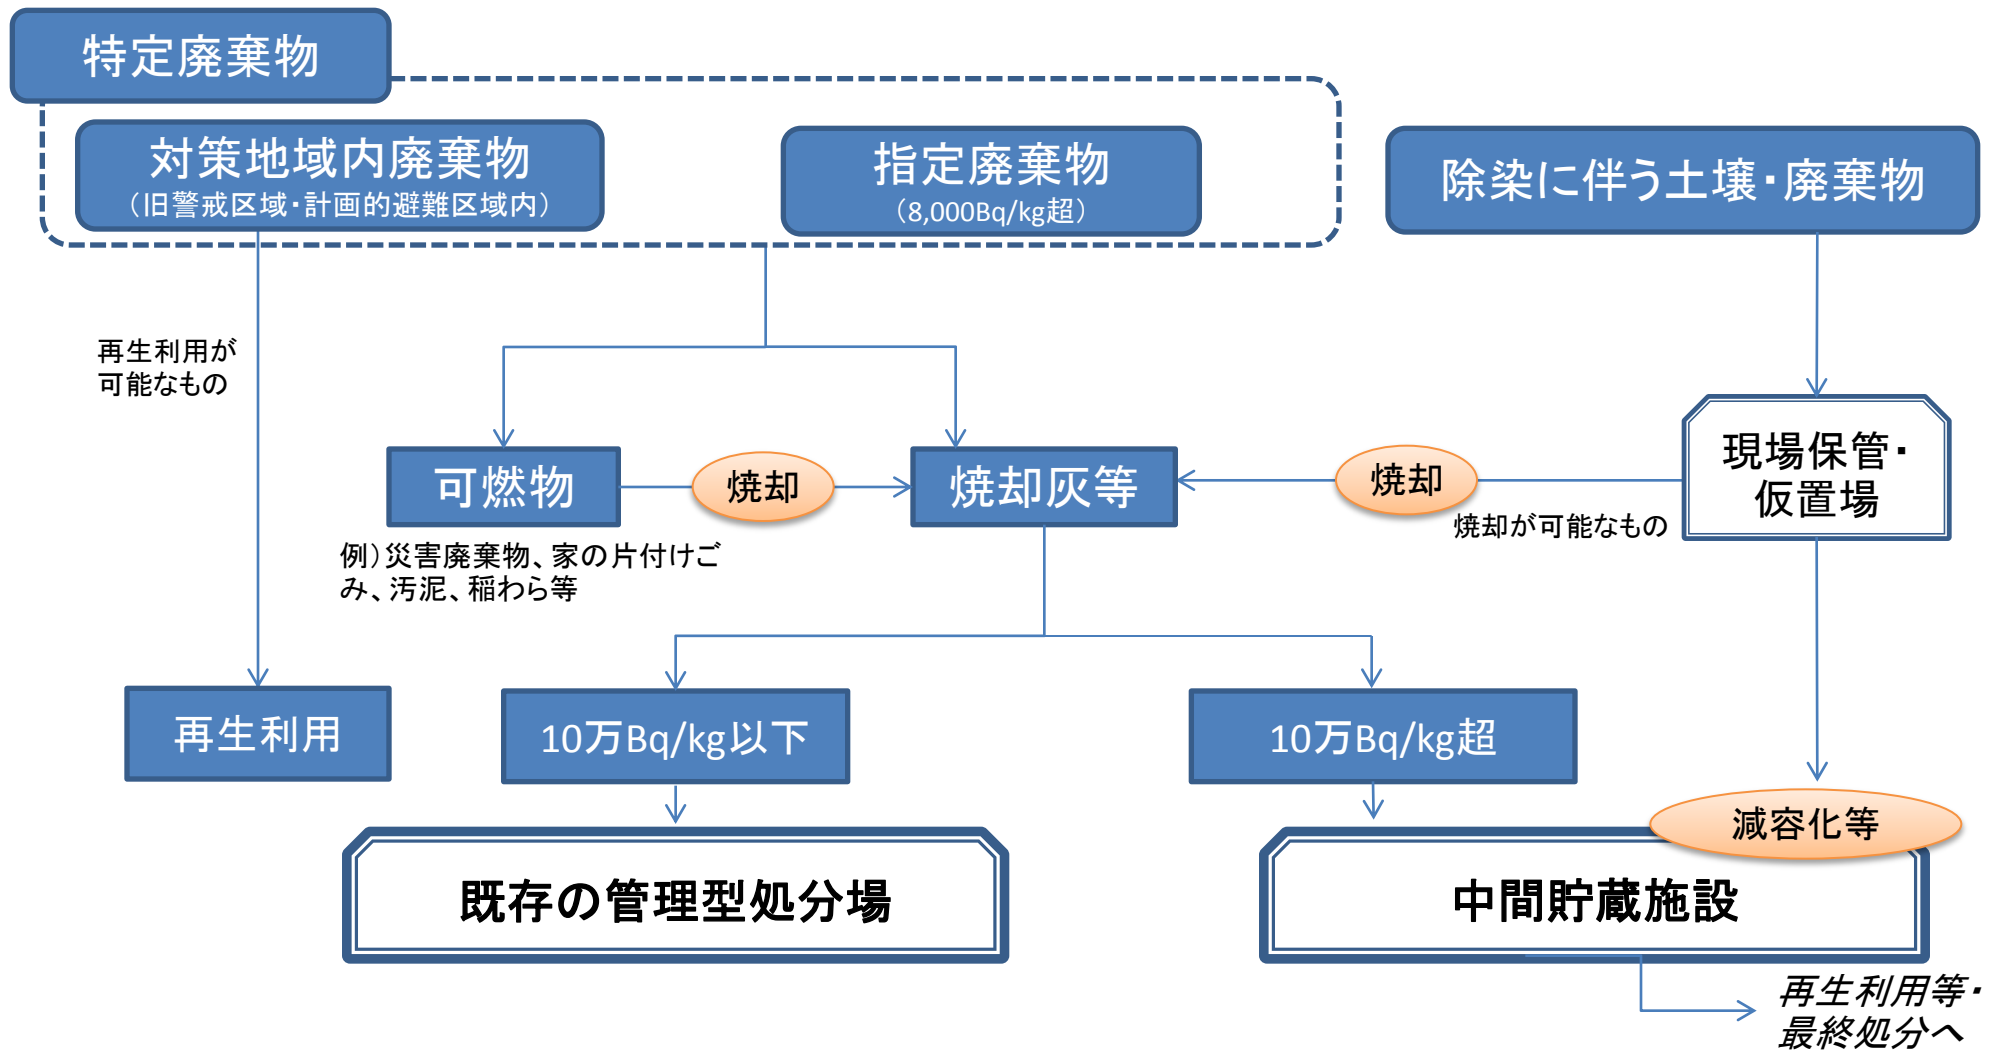 特定廃棄物
対策地域内廃棄物
（旧警戒区域・計画的避難区域内）
指定廃棄物
（8,000Bq/kg超）
除染に伴う土壌・廃棄物
再生利用が
可能なもの
可燃物
焼却
焼却灰等
焼却
現場保管・
仮置場
焼却が可能なもの
例）災害廃棄物、家の片付けご
み、汚泥、稲わら等
再生利用
10万Bq/kg以下
10万Bq/kg超
減容化等
既存の管理型処分場
中間貯蔵施設
再生利用等・
最終処分へ